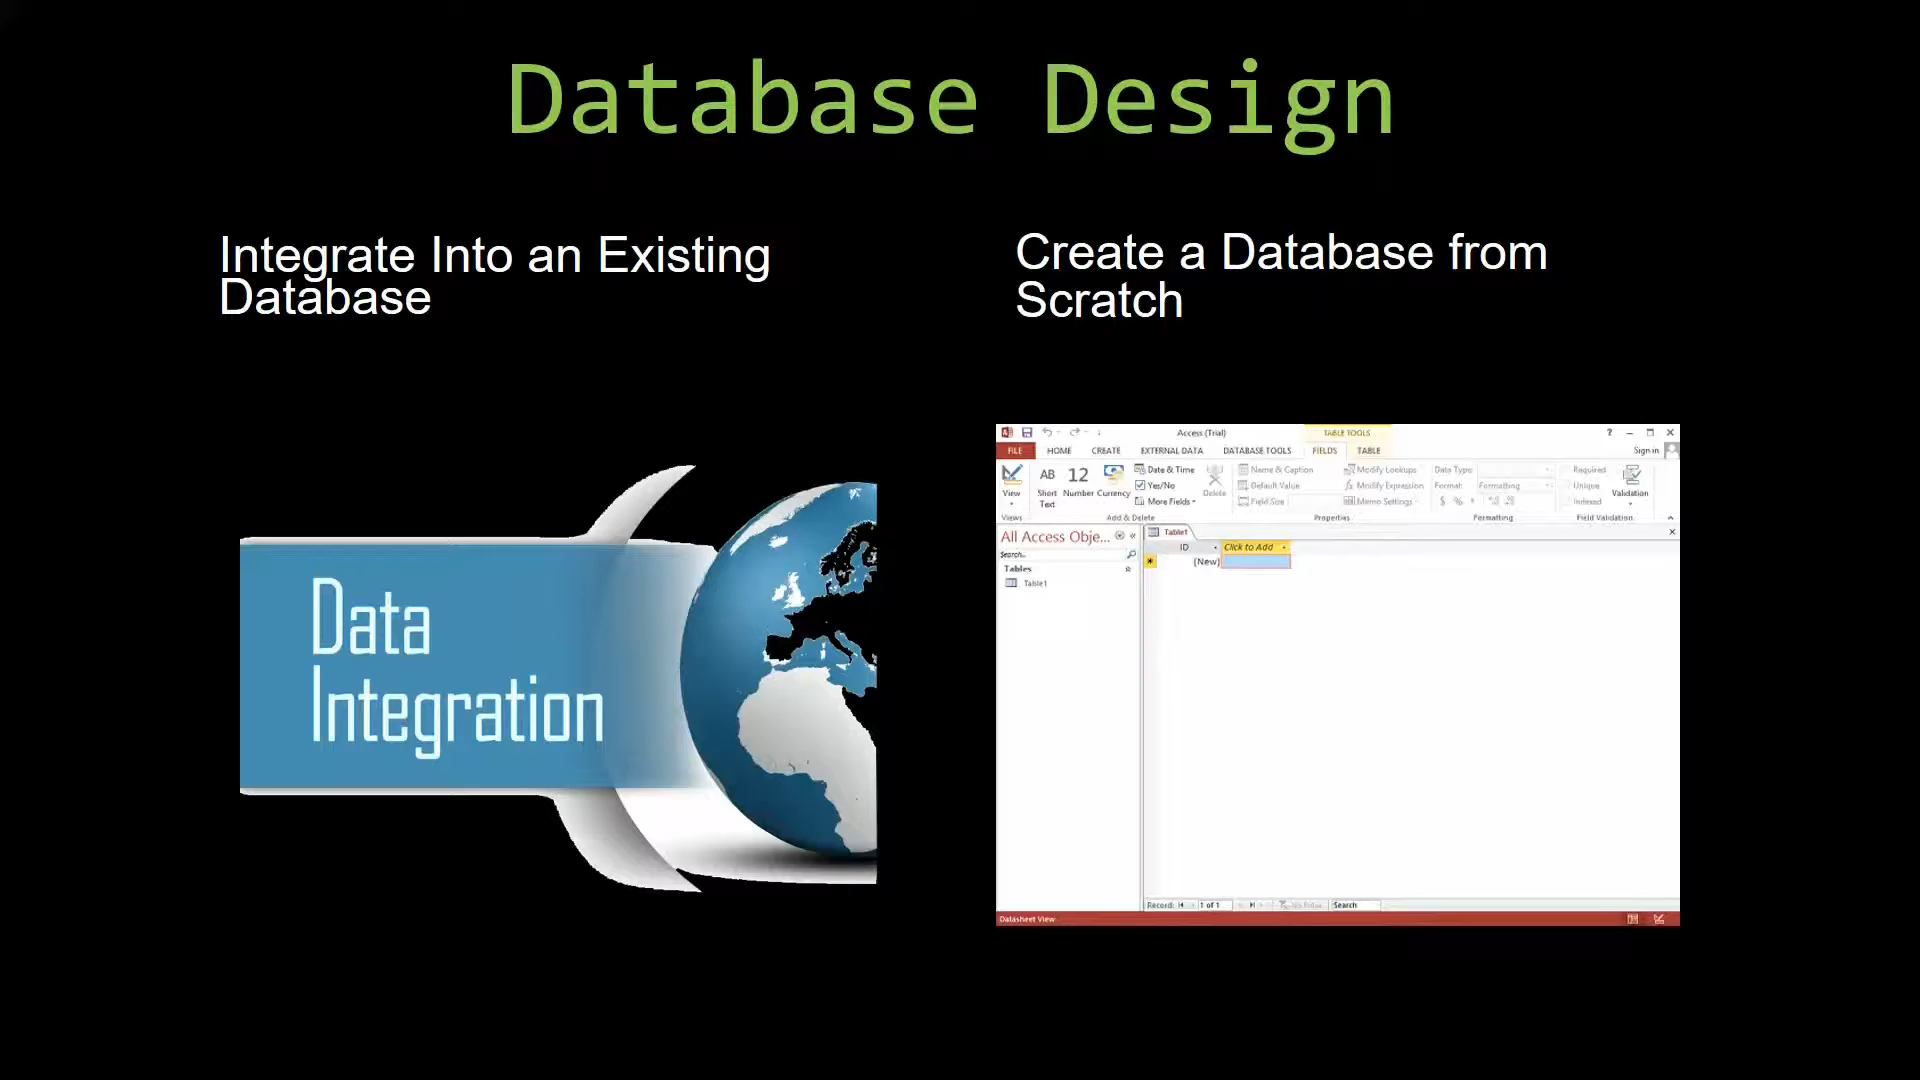 Database Design
Integrate Into an Existing
Database
Create a Database from
Scratch
Data
Integration
Access (Trial)
TABLE TOOLS
?
FILE HOME CREATE EXTERNAL DATA DATABASE TOOLS FIELDS TABLE Sign in
View
AB
Short
Text
12
Number
Currency
Date & Time
Yes/No
More Fields
Delete
Name & Caption
Default Value
Field Size
Modify Lookups
Modify Expression
Memo Settings
Data Type:
Format: Formatting
$ %
Required
Unique
Indexed
Validation
Views Add & Delete Properties Formatting Field Validation
All Access Obje...
Search...
Tables
Table1
Table1
ID Click to Add
(New)
Record: 1 of 1 Search
Datasheet View